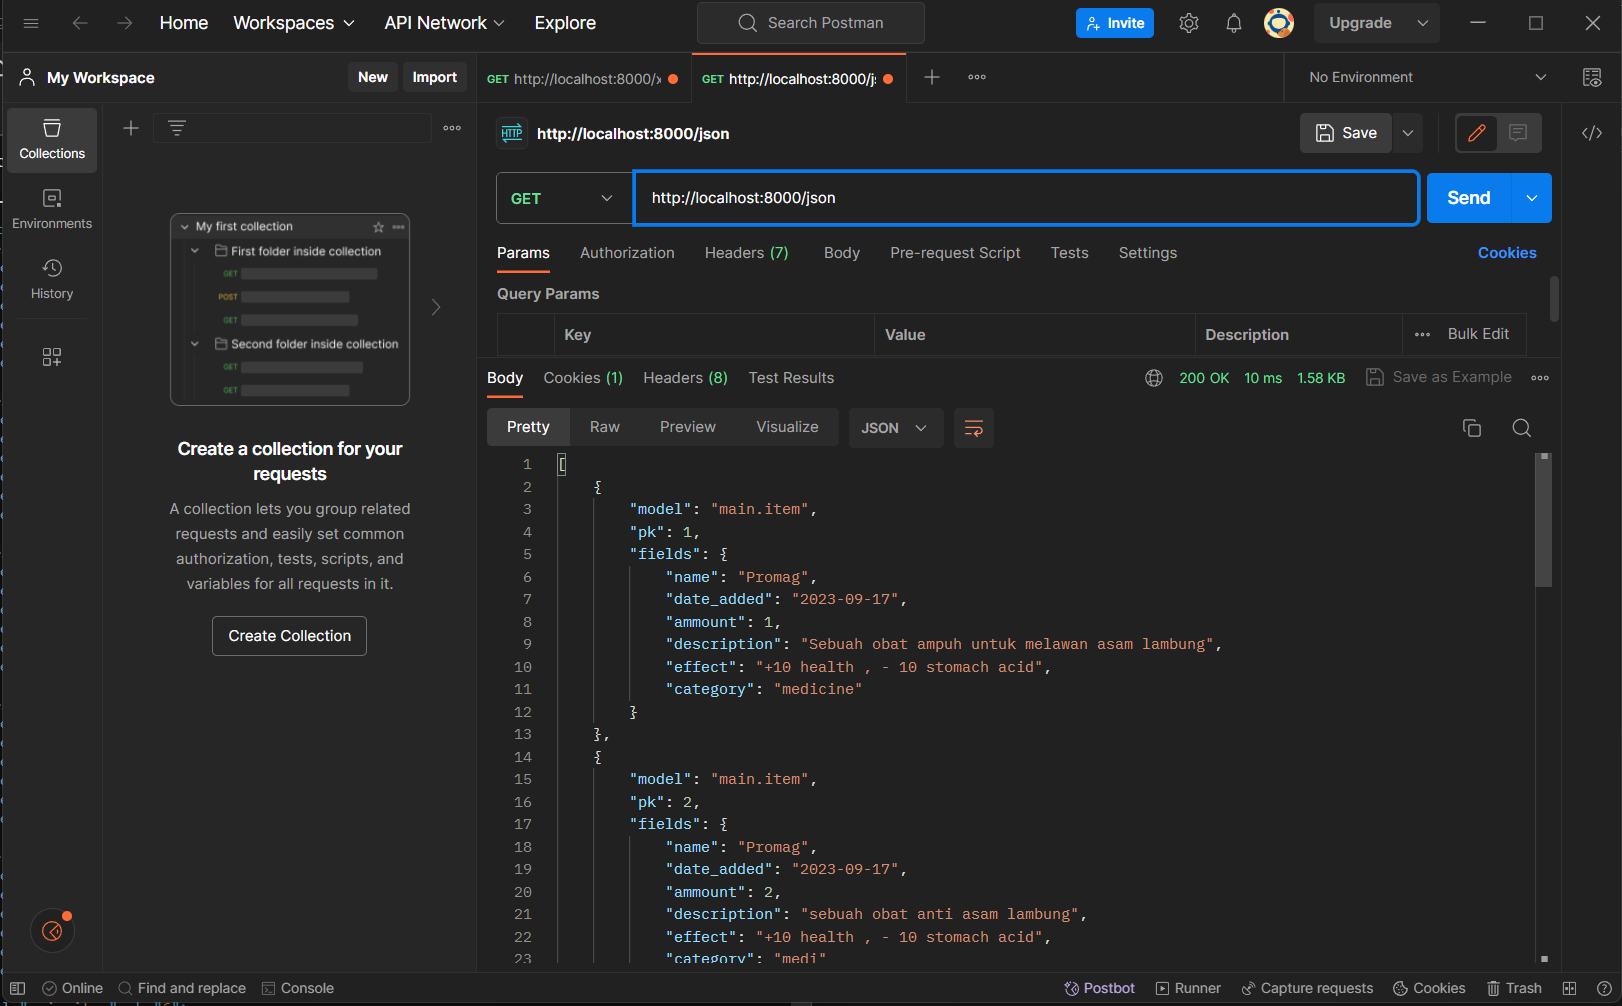 Home Workspaces API Network Explore Search Postman Invite Upgrade
My Workspace New Import GET http://localhost:8000/x GET http://localhost:8000/js No Environment
Collections
Environments
History
My first collection
First folder inside collection
GET
POST
GET
Second folder inside collection
GET
GET
Create a collection for your
requests
A collection lets you group related
requests and easily set common
authorization, tests, scripts, and
variables for all requests in it.
Create Collection
HTTP http://localhost:8000/json Save
GET http://localhost:8000/json Send
Params Authorization Headers (7) Body Pre-request Script Tests Settings Cookies
Query Params
Key Value Description Bulk Edit
Body Cookies (1) Headers (8) Test Results 200 OK 10 ms 1.58 KB Save as Example
Pretty Raw Preview Visualize JSON
1 [
2 {
3 "model": "main.item",
4 "pk": 1,
5 "fields": {
6 "name": "Promag",
7 "date_added": "2023-09-17",
8 "ammount": 1,
9 "description": "Sebuah obat ampuh untuk melawan asam lambung",
10 "effect": "+10 health , - 10 stomach acid",
11 "category": "medicine"
12 }
13 },
14 {
15 "model": "main.item",
16 "pk": 2,
17 "fields": {
18 "name": "Promag",
19 "date_added": "2023-09-17",
20 "ammount": 2,
21 "description": "sebuah obat anti asam lambung",
22 "effect": "+10 health , - 10 stomach acid",
23 "category": "medi"
Online Find and replace Console Postbot Runner Capture requests Cookies Trash